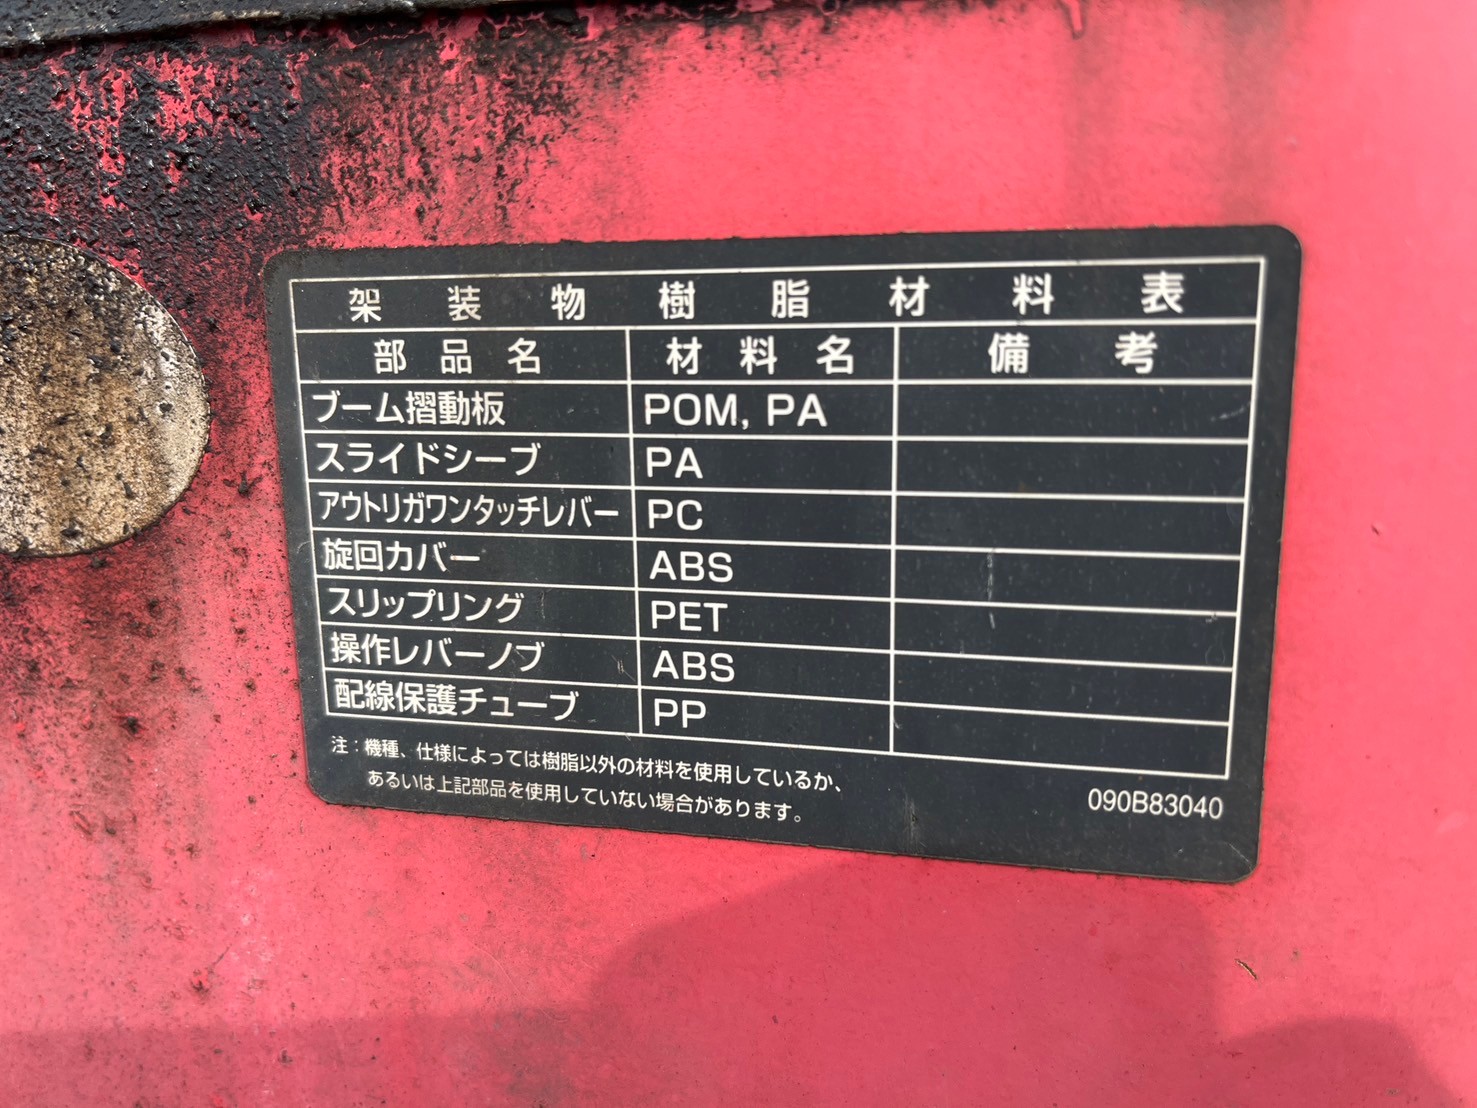 架装物樹脂材料表
部品名 材料名 備考
ブーム摺動板 POM, PA
スライドシーブ PA
アウトリガワンタッチレバー PC
旋回カバー ABS
スリップリング PET
操作レバーノブ ABS
配線保護チューブ PP
注：機種、仕様によっては樹脂以外の材料を使用しているか、
あるいは上記部品を使用していない場合があります。
090B83040